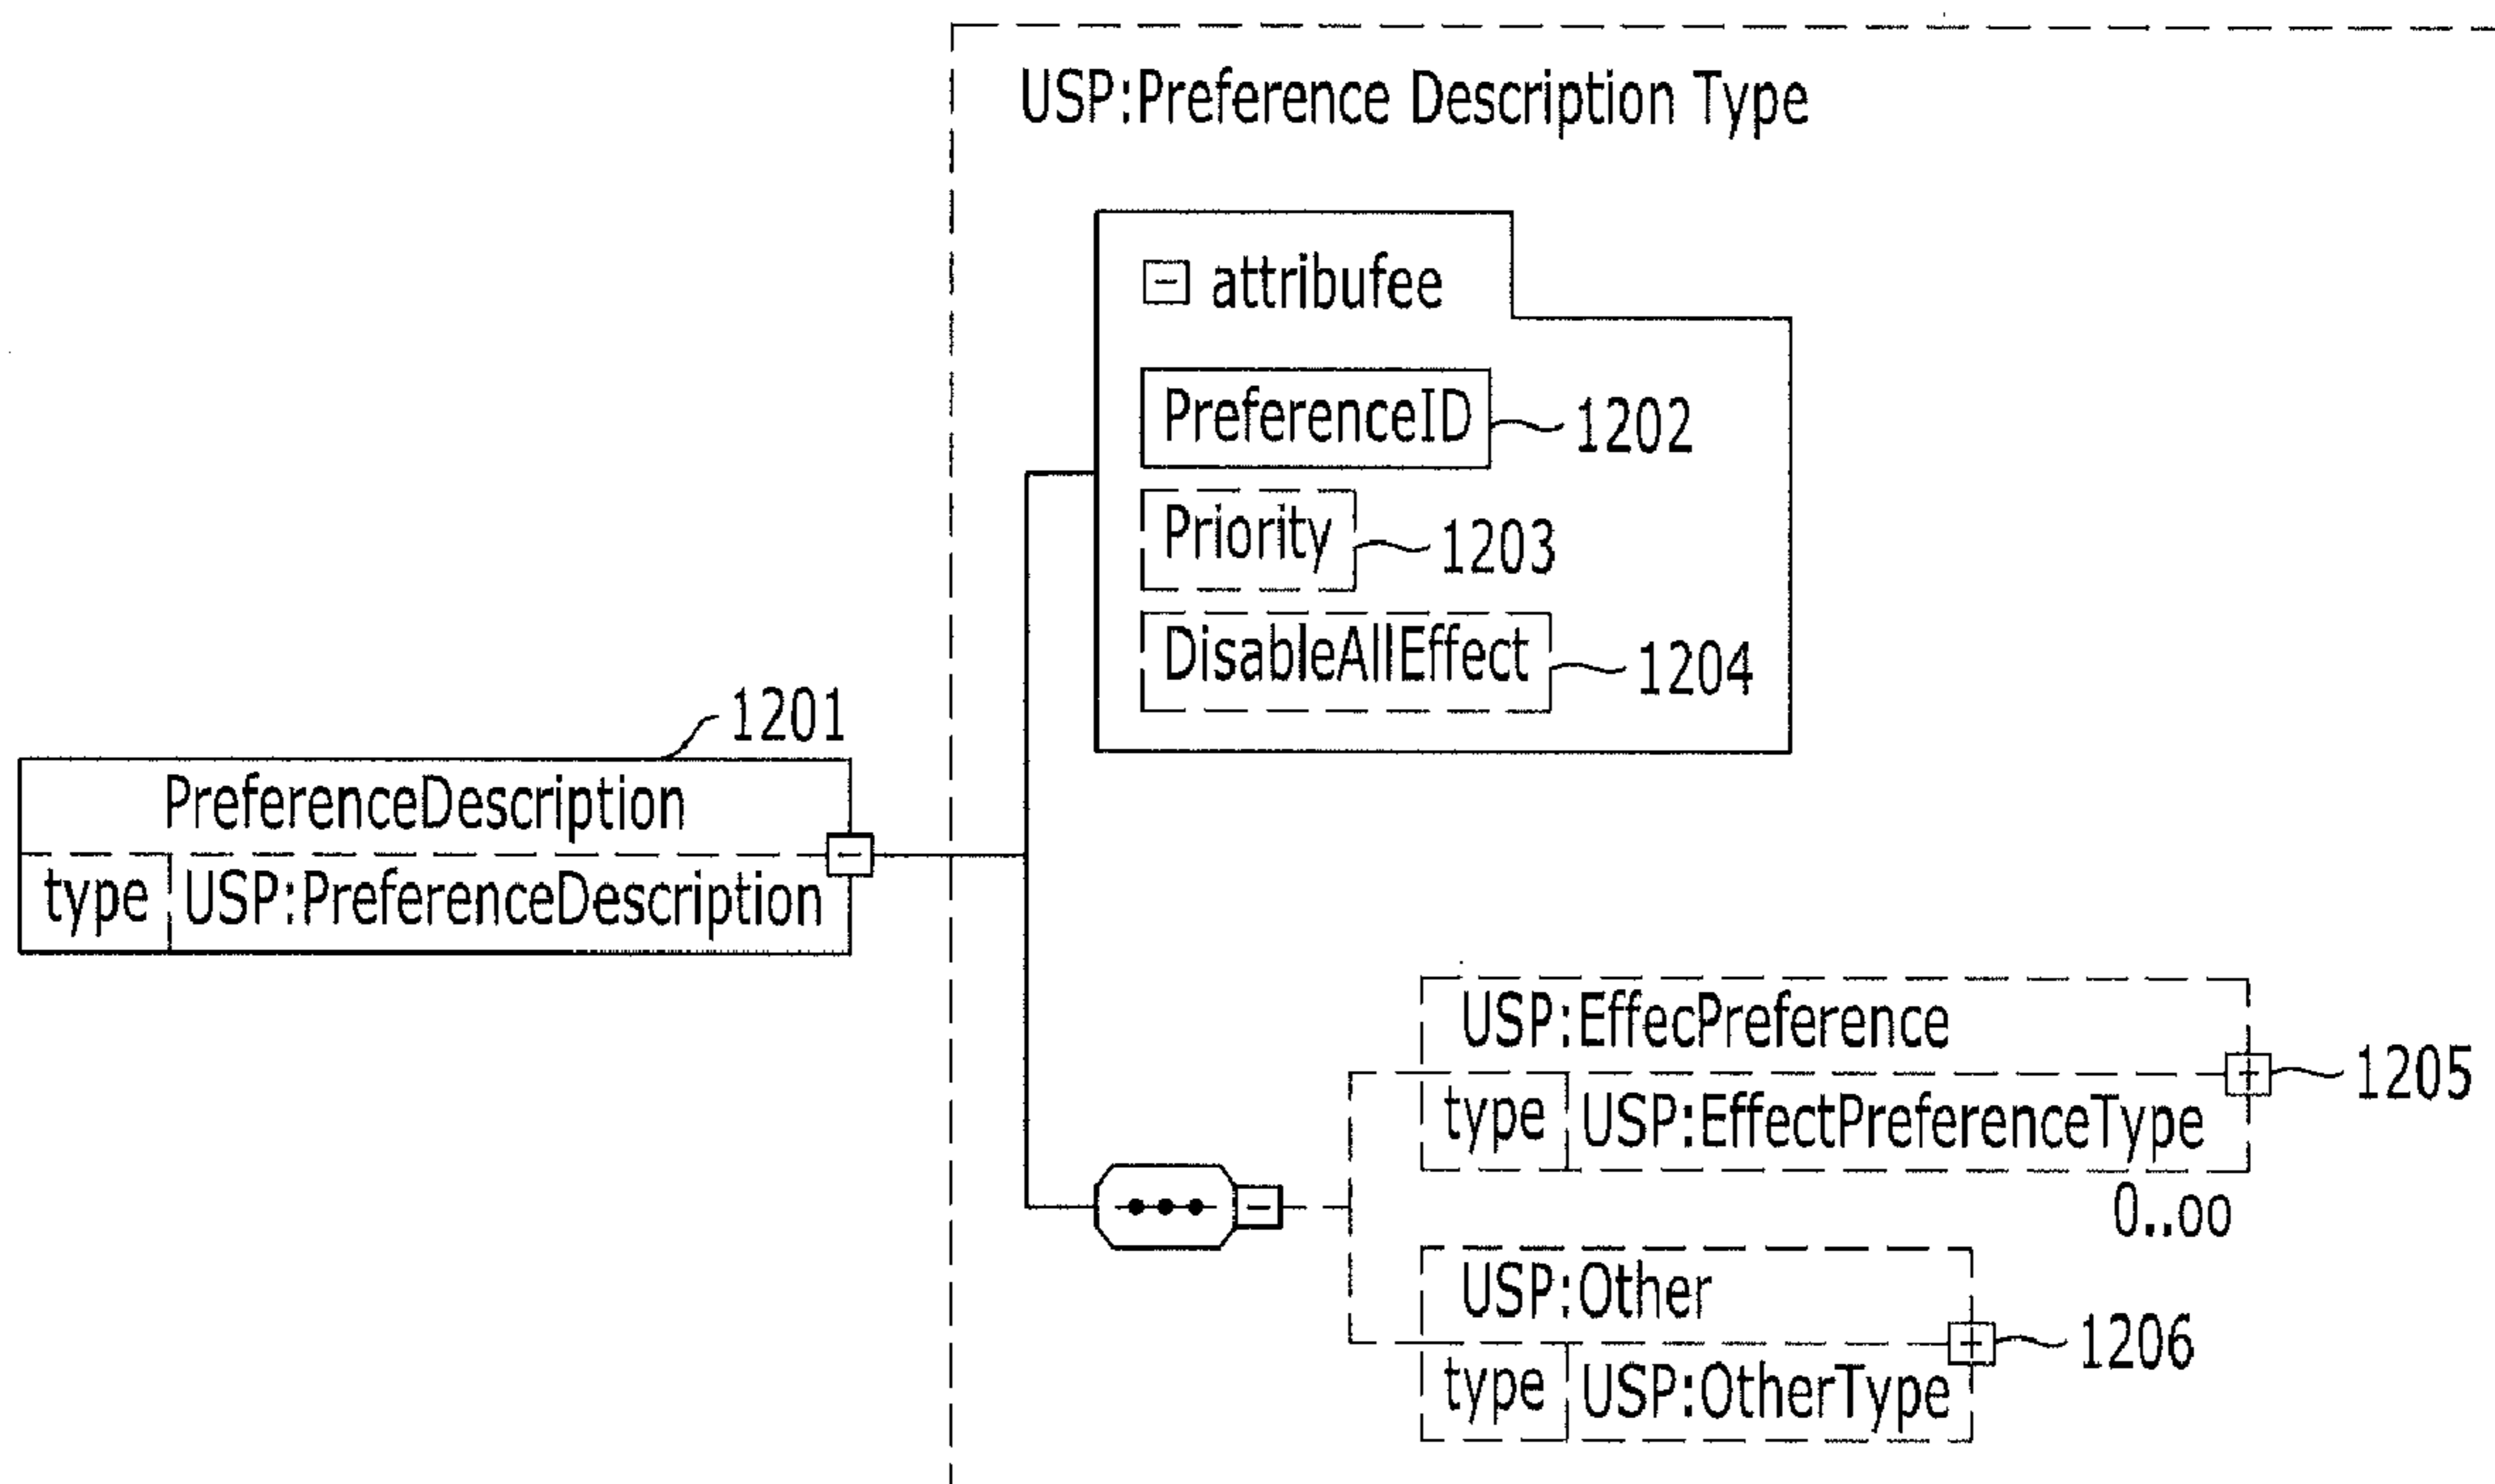 USP:Preference Description Type
attribufee
PreferenceID 1202
Priority 1203
DisableAllEffect 1204
1201
PreferenceDescription
type USP:PreferenceDescription
USP:EffecPreference
type USP:EffectPreferenceType
1205
0..oo
USP:Other
type USP:OtherType
1206